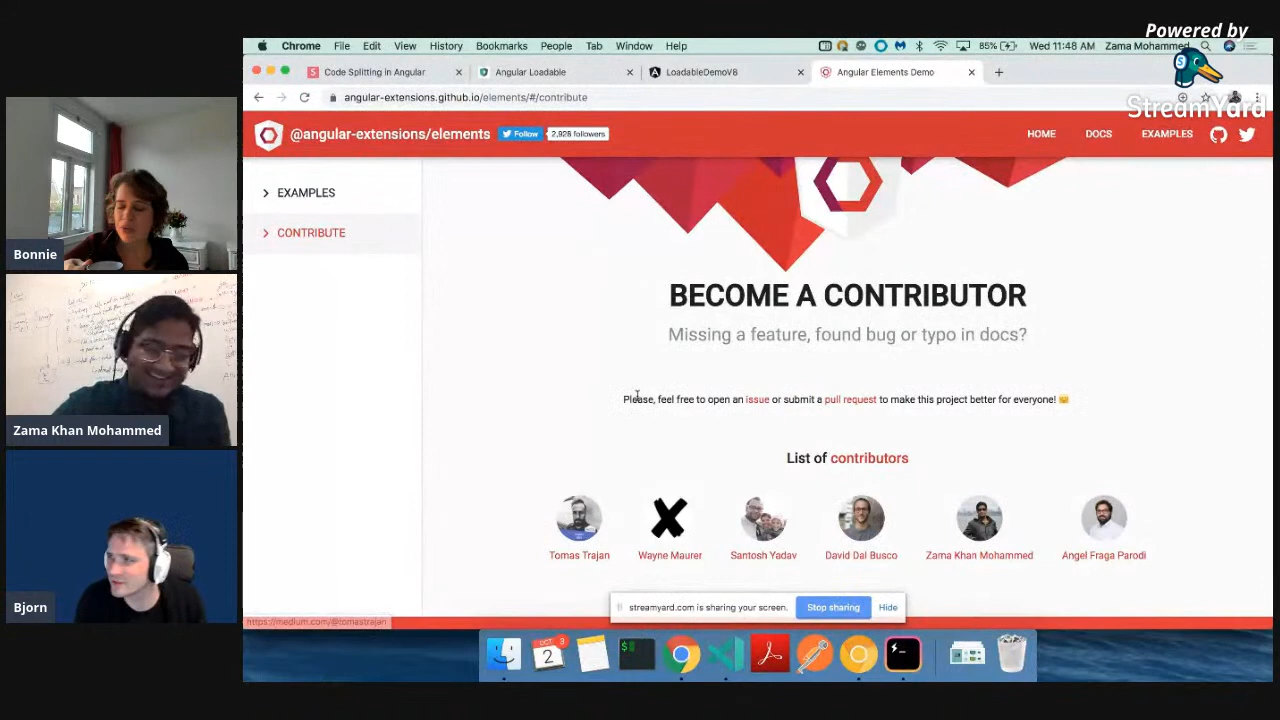 Powered by
StreamYard
Chrome File Edit View History Bookmarks People Tab Window Help 85% Wed 11:48 AM Zama Mohammed
Code Splitting in Angular
Angular Loadable
LoadableDemoV6
Angular Elements Demo
angular-extensions.github.io/elements/#/contribute
@angular-extensions/elements
Follow
2,928 followers
HOME
DOCS
EXAMPLES
EXAMPLES
CONTRIBUTE
BECOME A CONTRIBUTOR
Missing a feature, found bug or typo in docs?
Please, feel free to open an issue or submit a pull request to make this project better for everyone!
List of contributors
Tomas Trajan
Wayne Maurer
Santosh Yadav
David Dal Busco
Zama Khan Mohammed
Angel Fraga Parodi
streamyard.com is sharing your screen.
Stop sharing
Hide
https://medium.com/@tomastrajan
OCT
2
3
Bonnie
Zama Khan Mohammed
Bjorn